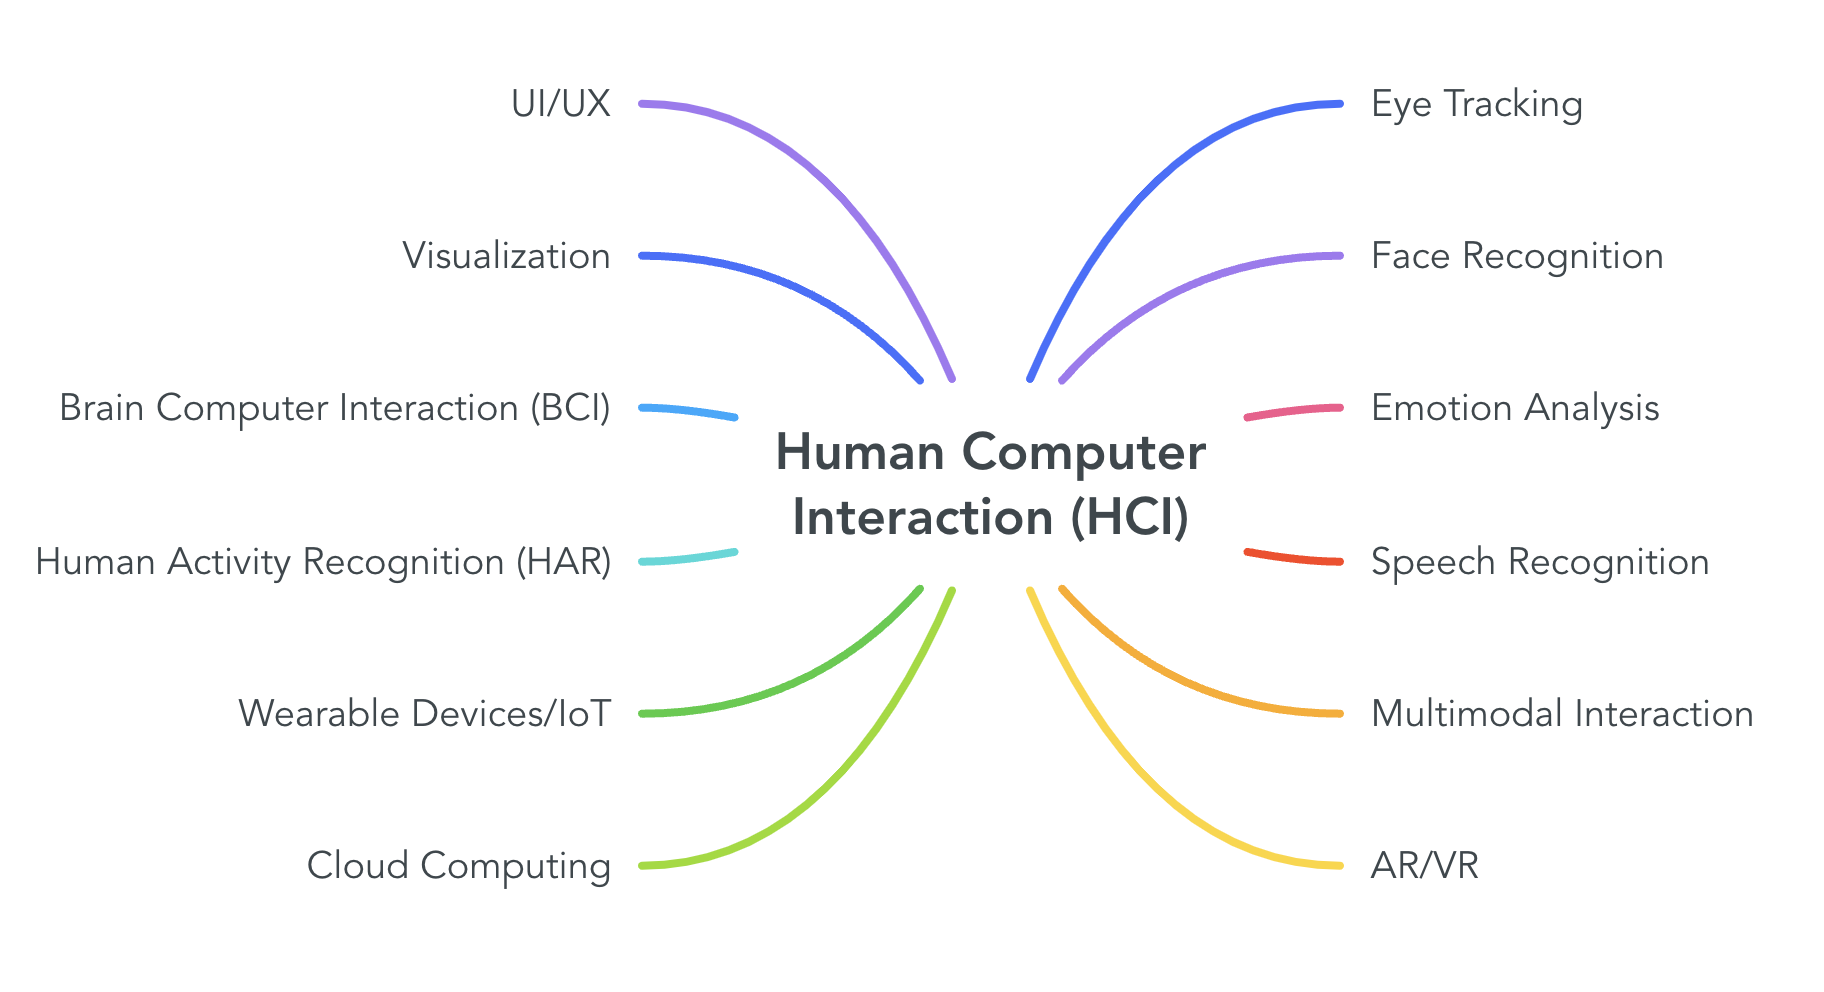 UI/UX
Visualization
Brain Computer Interaction (BCI)
Human Activity Recognition (HAR)
Wearable Devices/IoT
Cloud Computing
Human Computer
Interaction (HCI)
Eye Tracking
Face Recognition
Emotion Analysis
Speech Recognition
Multimodal Interaction
AR/VR